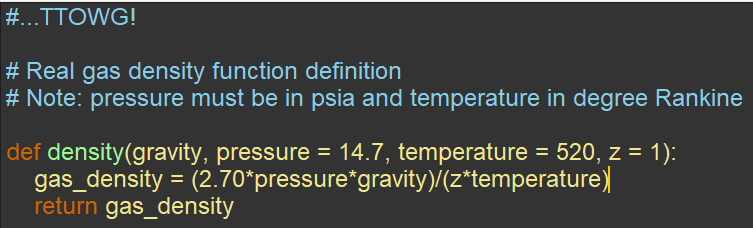 #...TTOWG!
# Real gas density function definition
# Note: pressure must be in psia and temperature in degree Rankine
def density(gravity, pressure = 14.7, temperature = 520, z = 1):
    gas_density = (2.70*pressure*gravity)/(z*temperature)
    return gas_density